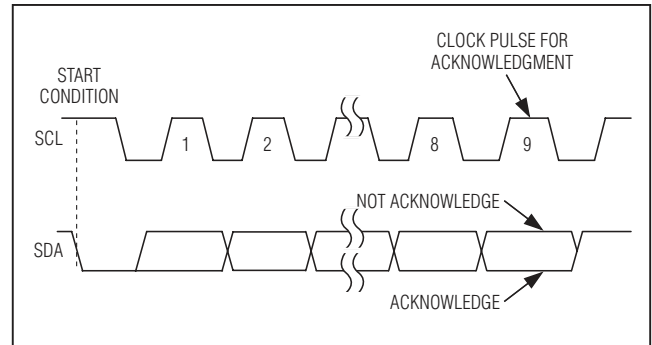 CLOCK PULSE FOR
ACKNOWLEDGMENT
START
CONDITION
SCL
1
2
8
9
NOT ACKNOWLEDGE
SDA
ACKNOWLEDGE